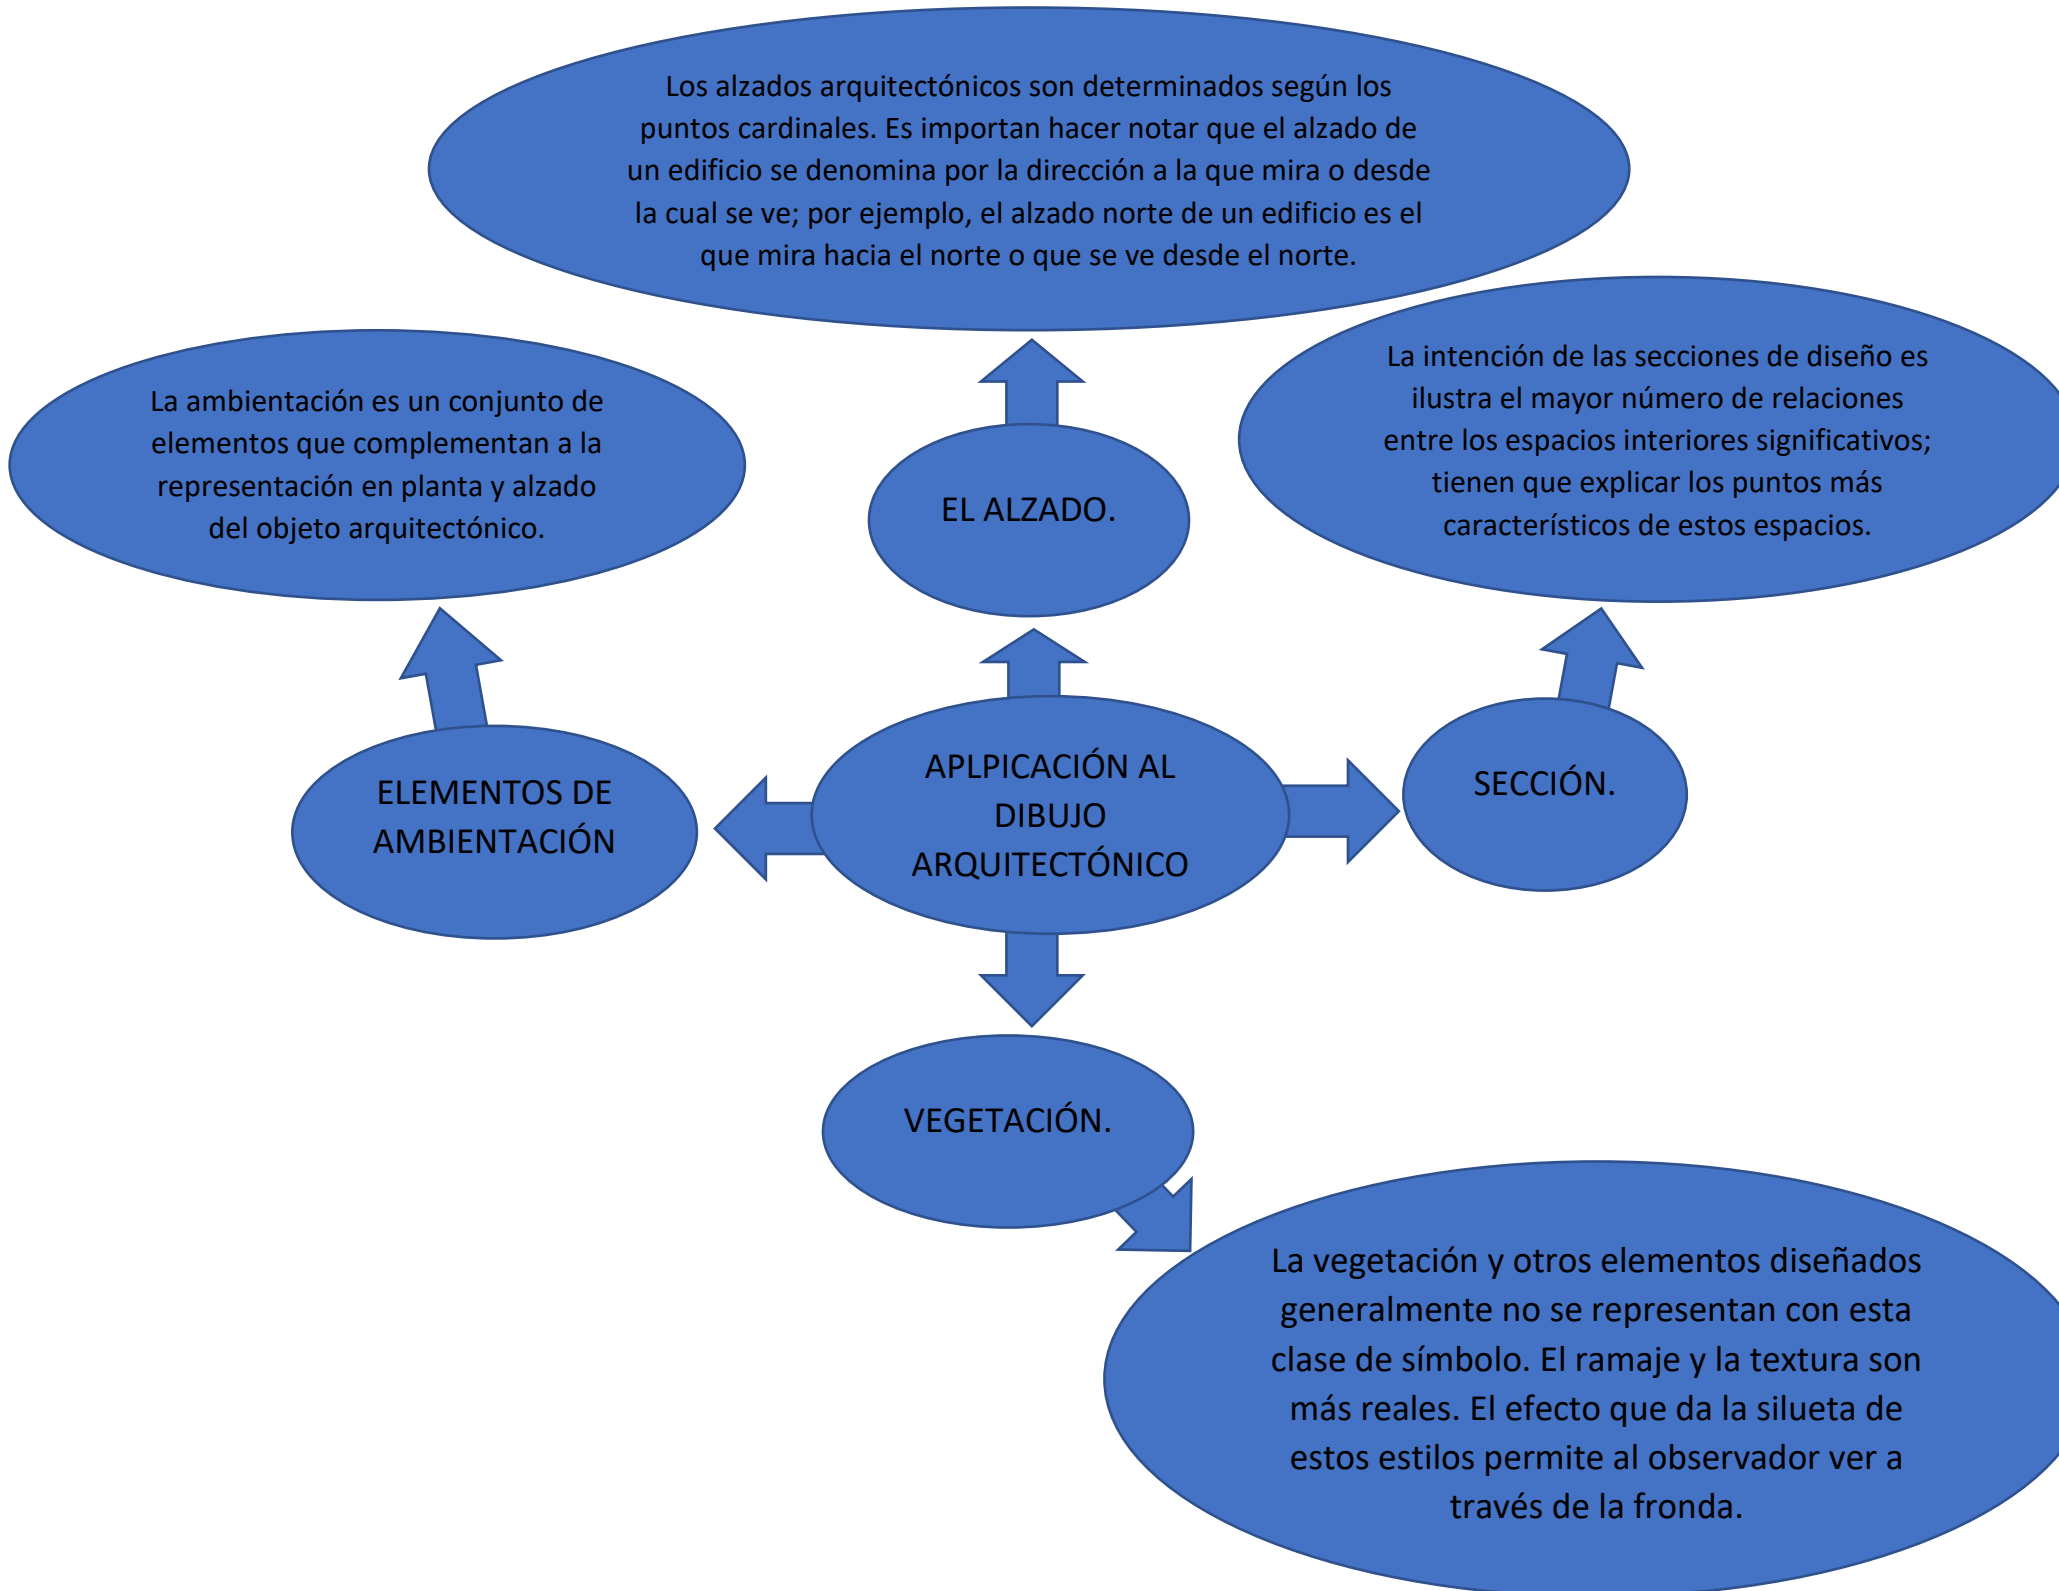 Los alzados arquitectónicos son determinados según los
puntos cardinales. Es importan hacer notar que el alzado de
un edificio se denomina por la dirección a la que mira o desde
la cual se ve; por ejemplo, el alzado norte de un edificio es el
que mira hacia el norte o que se ve desde el norte.
La ambientación es un conjunto de
elementos que complementan a la
representación en planta y alzado
del objeto arquitectónico.
EL ALZADO.
La intención de las secciones de diseño es
ilustra el mayor número de relaciones
entre los espacios interiores significativos;
tienen que explicar los puntos más
característicos de estos espacios.
ELEMENTOS DE
AMBIENTACIÓN
APLPICACIÓN AL
DIBUJO
ARQUITECTÓNICO
SECCIÓN.
VEGETACIÓN.
La vegetación y otros elementos diseñados
generalmente no se representan con esta
clase de símbolo. El ramaje y la textura son
más reales. El efecto que da la silueta de
estos estilos permite al observador ver a
través de la fronda.